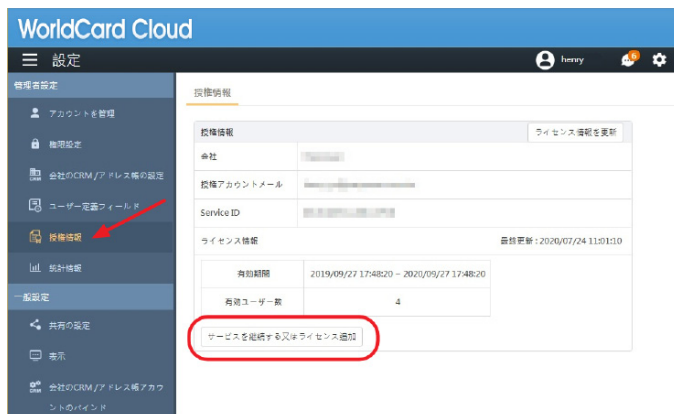 WorldCard Cloud
設定
henry
6
管理者設定
授権情報
アカウントを管理
授権情報
ライセンス情報を更新
権限設定
会社
会社のCRM/アドレス帳の設定
授権アカウントメール
ユーザー定義フィールド
Service ID
授権情報
ライセンス情報
最終更新：2020/07/24 11:01:10
統計情報
有効期間
2019/09/27 17:48:20 ~ 2020/09/27 17:48:20
一般設定
有効ユーザー数
4
共有の設定
サービスを継続する又はライセンス追加
表示
会社のCRM/アドレス帳アカウ
ントのバインド